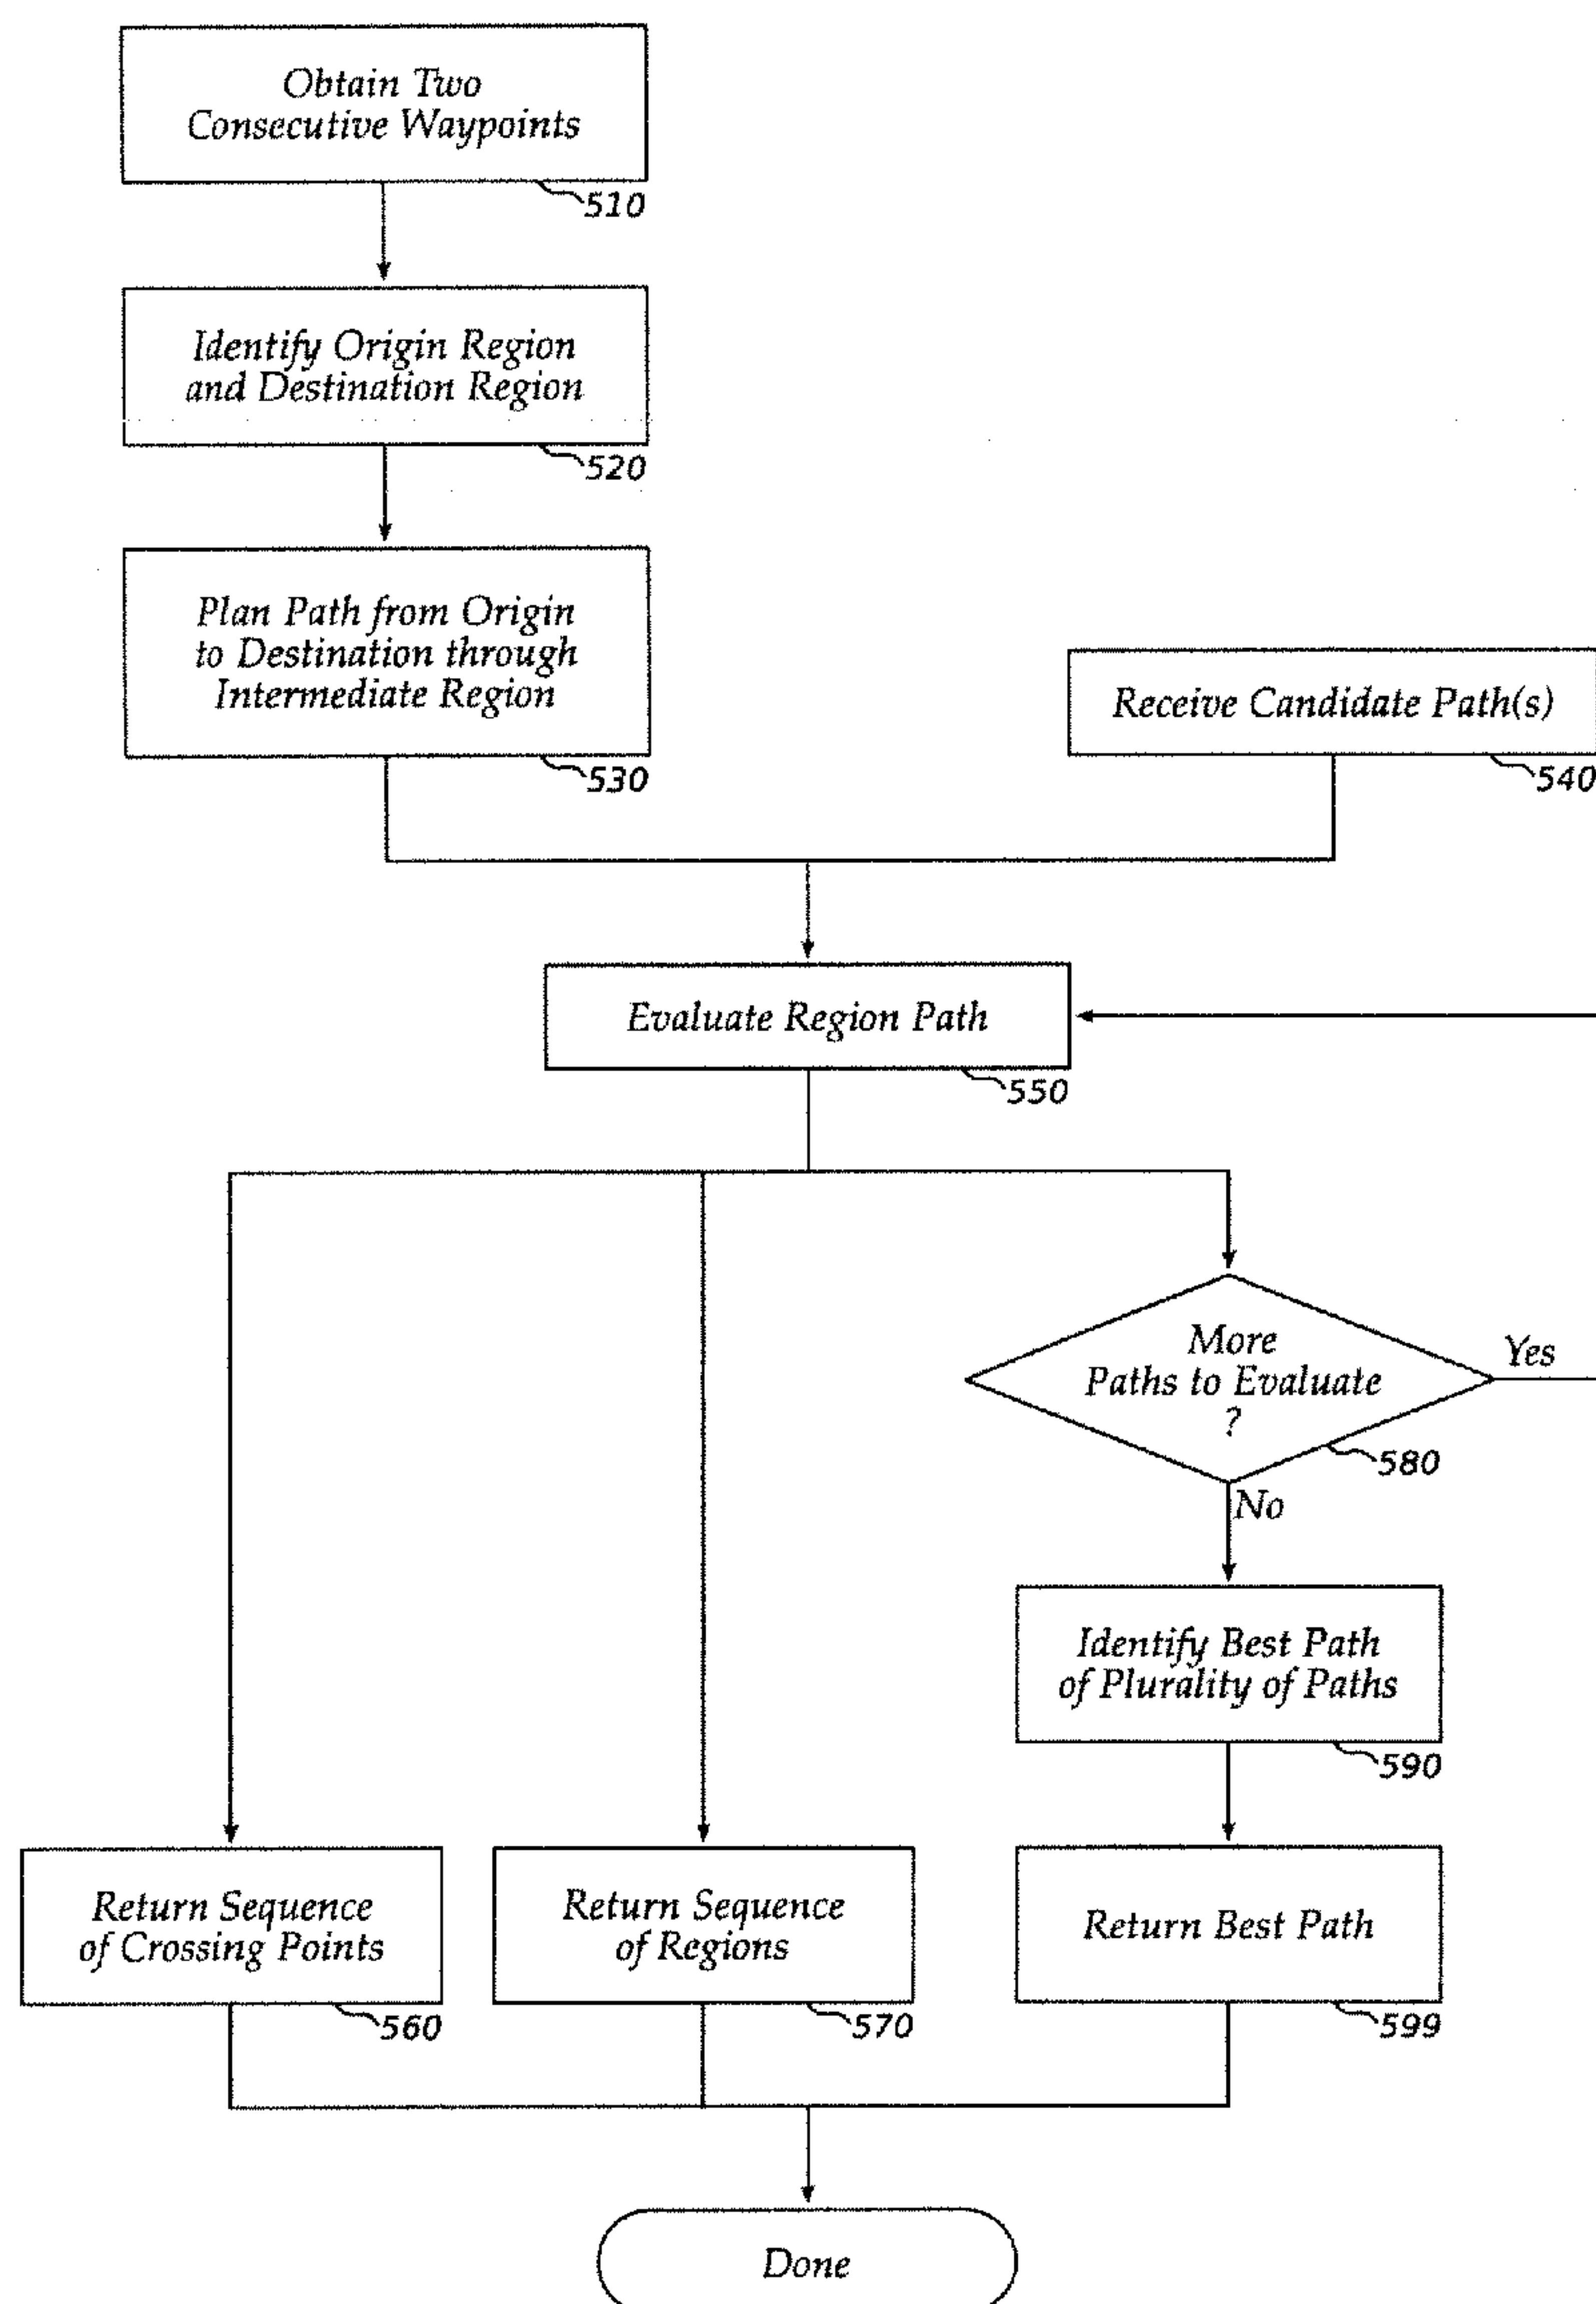 Obtain Two
Consecutive Waypoints
510
Identify Origin Region
and Destination Region
520
Plan Path from Origin
to Destination through
Intermediate Region
530
Receive Candidate Path(s)
540
Evaluate Region Path
550
More
Paths to Evaluate
?
Yes
580
No
Identify Best Path
of Plurality of Paths
590
Return Sequence
of Crossing Points
560
Return Sequence
of Regions
570
Return Best Path
599
Done